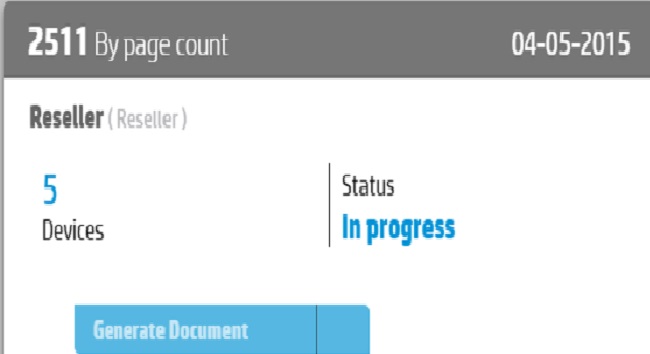 2511 By page count 04-05-2015
Reseller ( Reseller )
5
Devices
Status
In progress
Generate Document